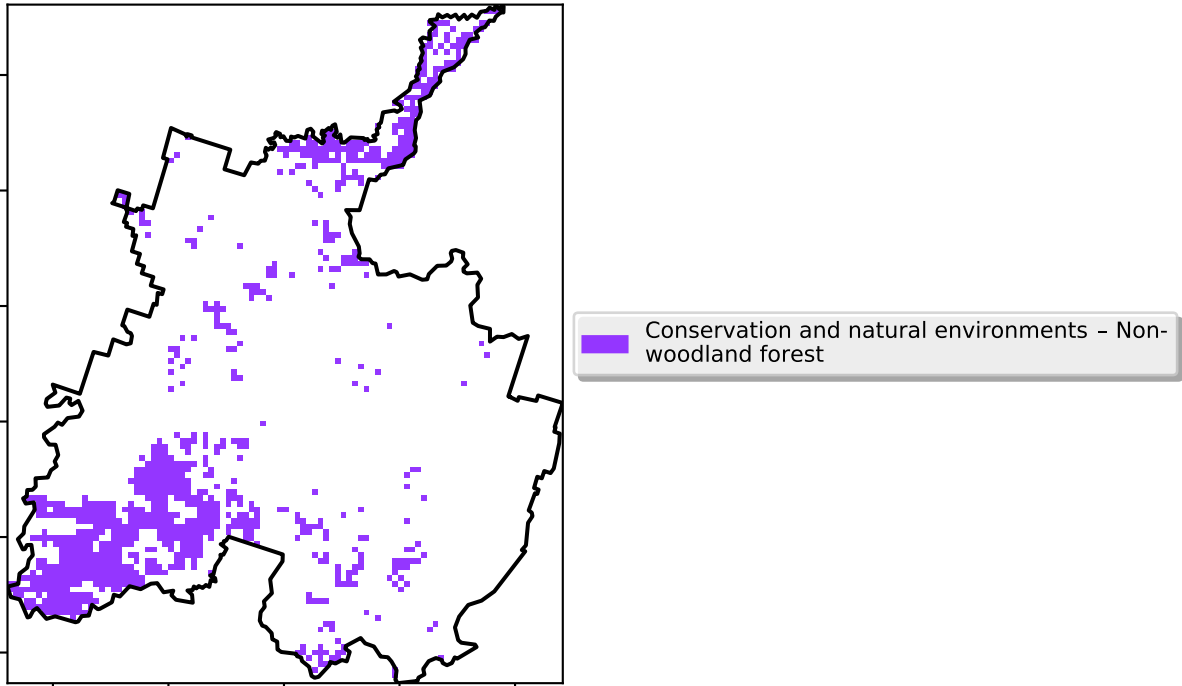 Conservation and natural environments – Non-
woodland forest